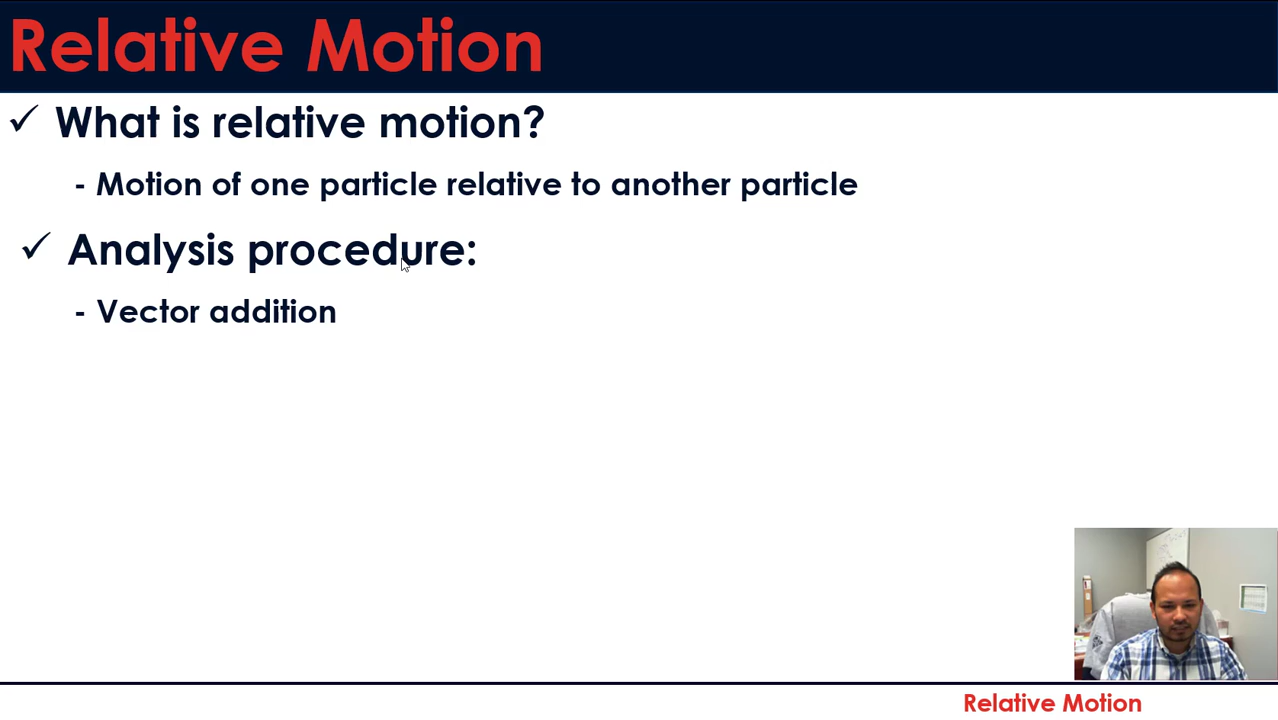 Relative Motion
✓ What is relative motion?
- Motion of one particle relative to another particle
✓ Analysis procedure:
- Vector addition
Relative Motion